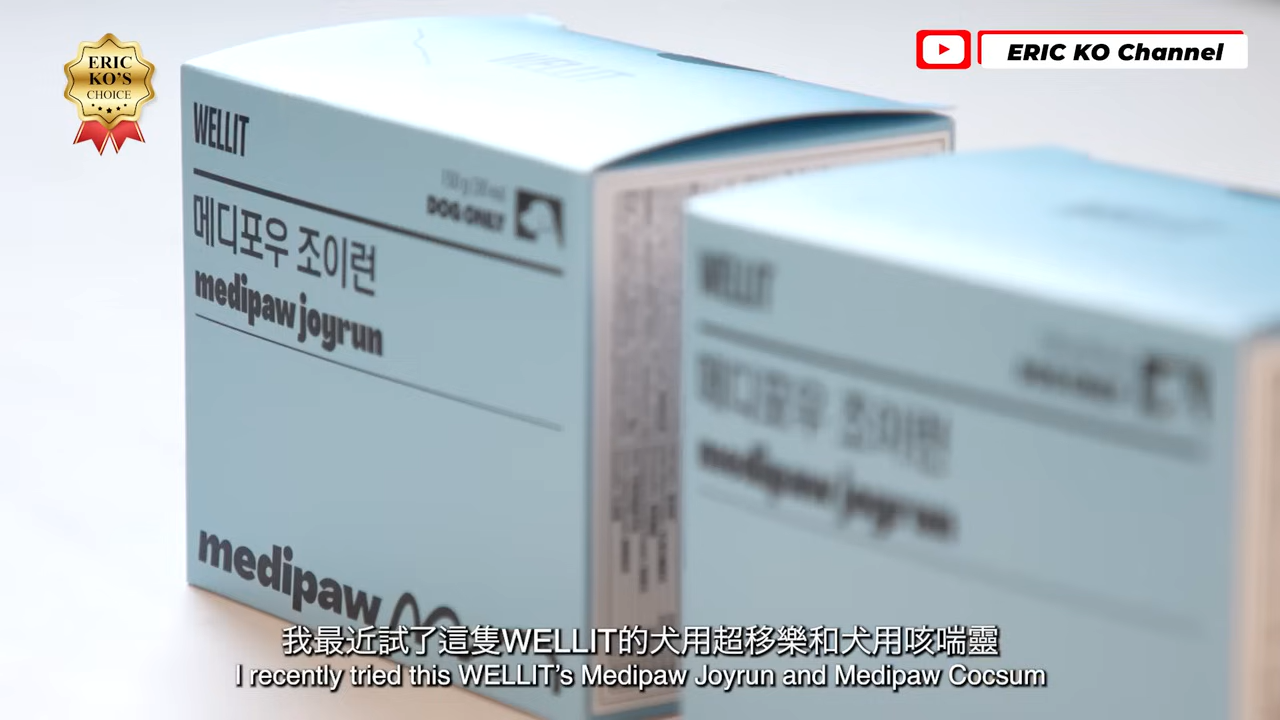 ERIC
KO'S
CHOICE
ERIC KO Channel
WELLIT
DOG ONLY
메디포우 조이런
medipaw joyrun
medipaw
WELLIT
WELLIT
메디포우 조이런
medipaw joyrun
我最近試了這隻WELLIT的犬用超移樂和犬用咳喘靈
I recently tried this WELLIT's Medipaw Joyrun and Medipaw Cocsum